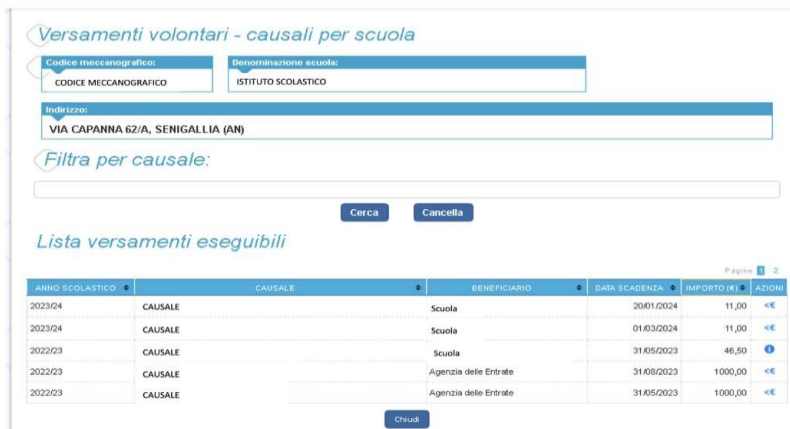 Versamenti volontari - causali per scuola
Codice meccanografico: Denominazione scuola:
CODICE MECCANOGRAFICO ISTITUTO SCOLASTICO
Indirizzo:
VIA CAPANNA 62/A, SENIGALLIA (AN)
Filtra per causale:
Cerca Cancella
Lista versamenti eseguibili
Pagine 1 2
ANNO SCOLASTICO CAUSALE BENEFICIARIO DATA SCADENZA IMPORTO (€) AZIONI
2023/24 CAUSALE Scuola 20/01/2024 11,00 <€
2023/24 CAUSALE Scuola 01/03/2024 11,00 <€
2022/23 CAUSALE Scuola 31/05/2023 46,50 i
2022/23 CAUSALE Agenzia delle Entrate 31/08/2023 1000,00 <€
2022/23 CAUSALE Agenzia delle Entrate 31/05/2023 1000,00 <€
Chiudi